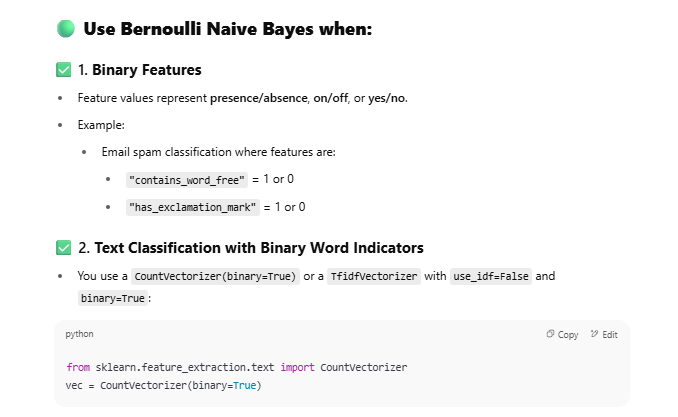 Use Bernoulli Naive Bayes when:
1. Binary Features
Feature values represent presence/absence, on/off, or yes/no.
Example:
Email spam classification where features are:
"contains_word_free" = 1 or 0
"has_exclamation_mark" = 1 or 0
2. Text Classification with Binary Word Indicators
You use a CountVectorizer(binary=True) or a TfidfVectorizer with use_idf=False and
binary=True:
python Copy Edit
from sklearn.feature_extraction.text import CountVectorizer
vec = CountVectorizer(binary=True)